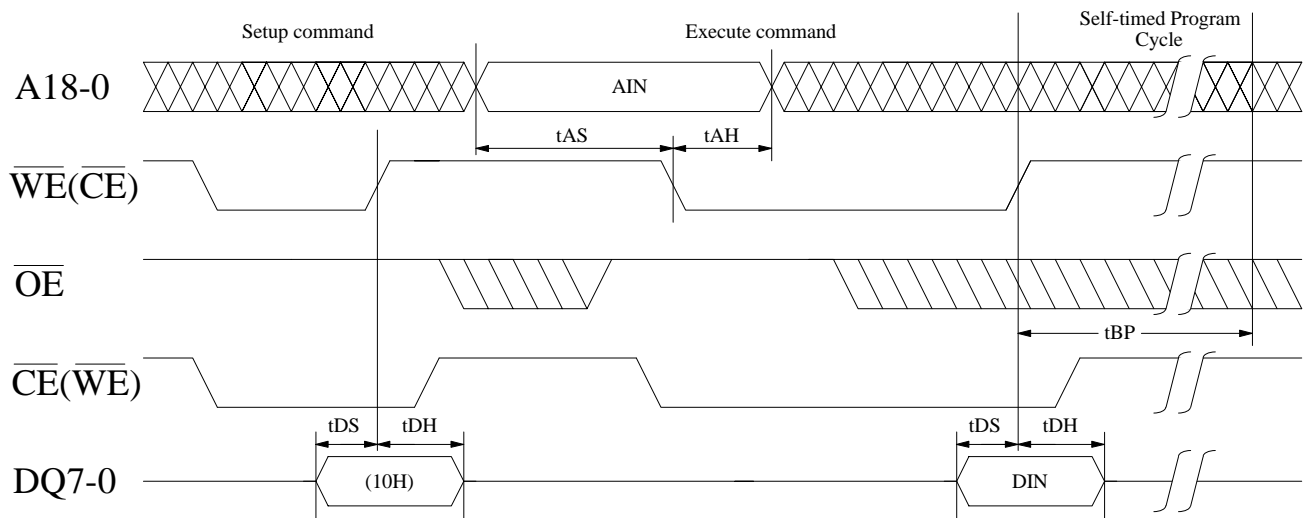 Setup command
Execute command
Self-timed Program
Cycle
A18-0
AIN
tAS
tAH
WE(CE)
OE
tBP
CE(WE)
tDS
tDH
tDS
tDH
DQ7-0
(10H)
DIN